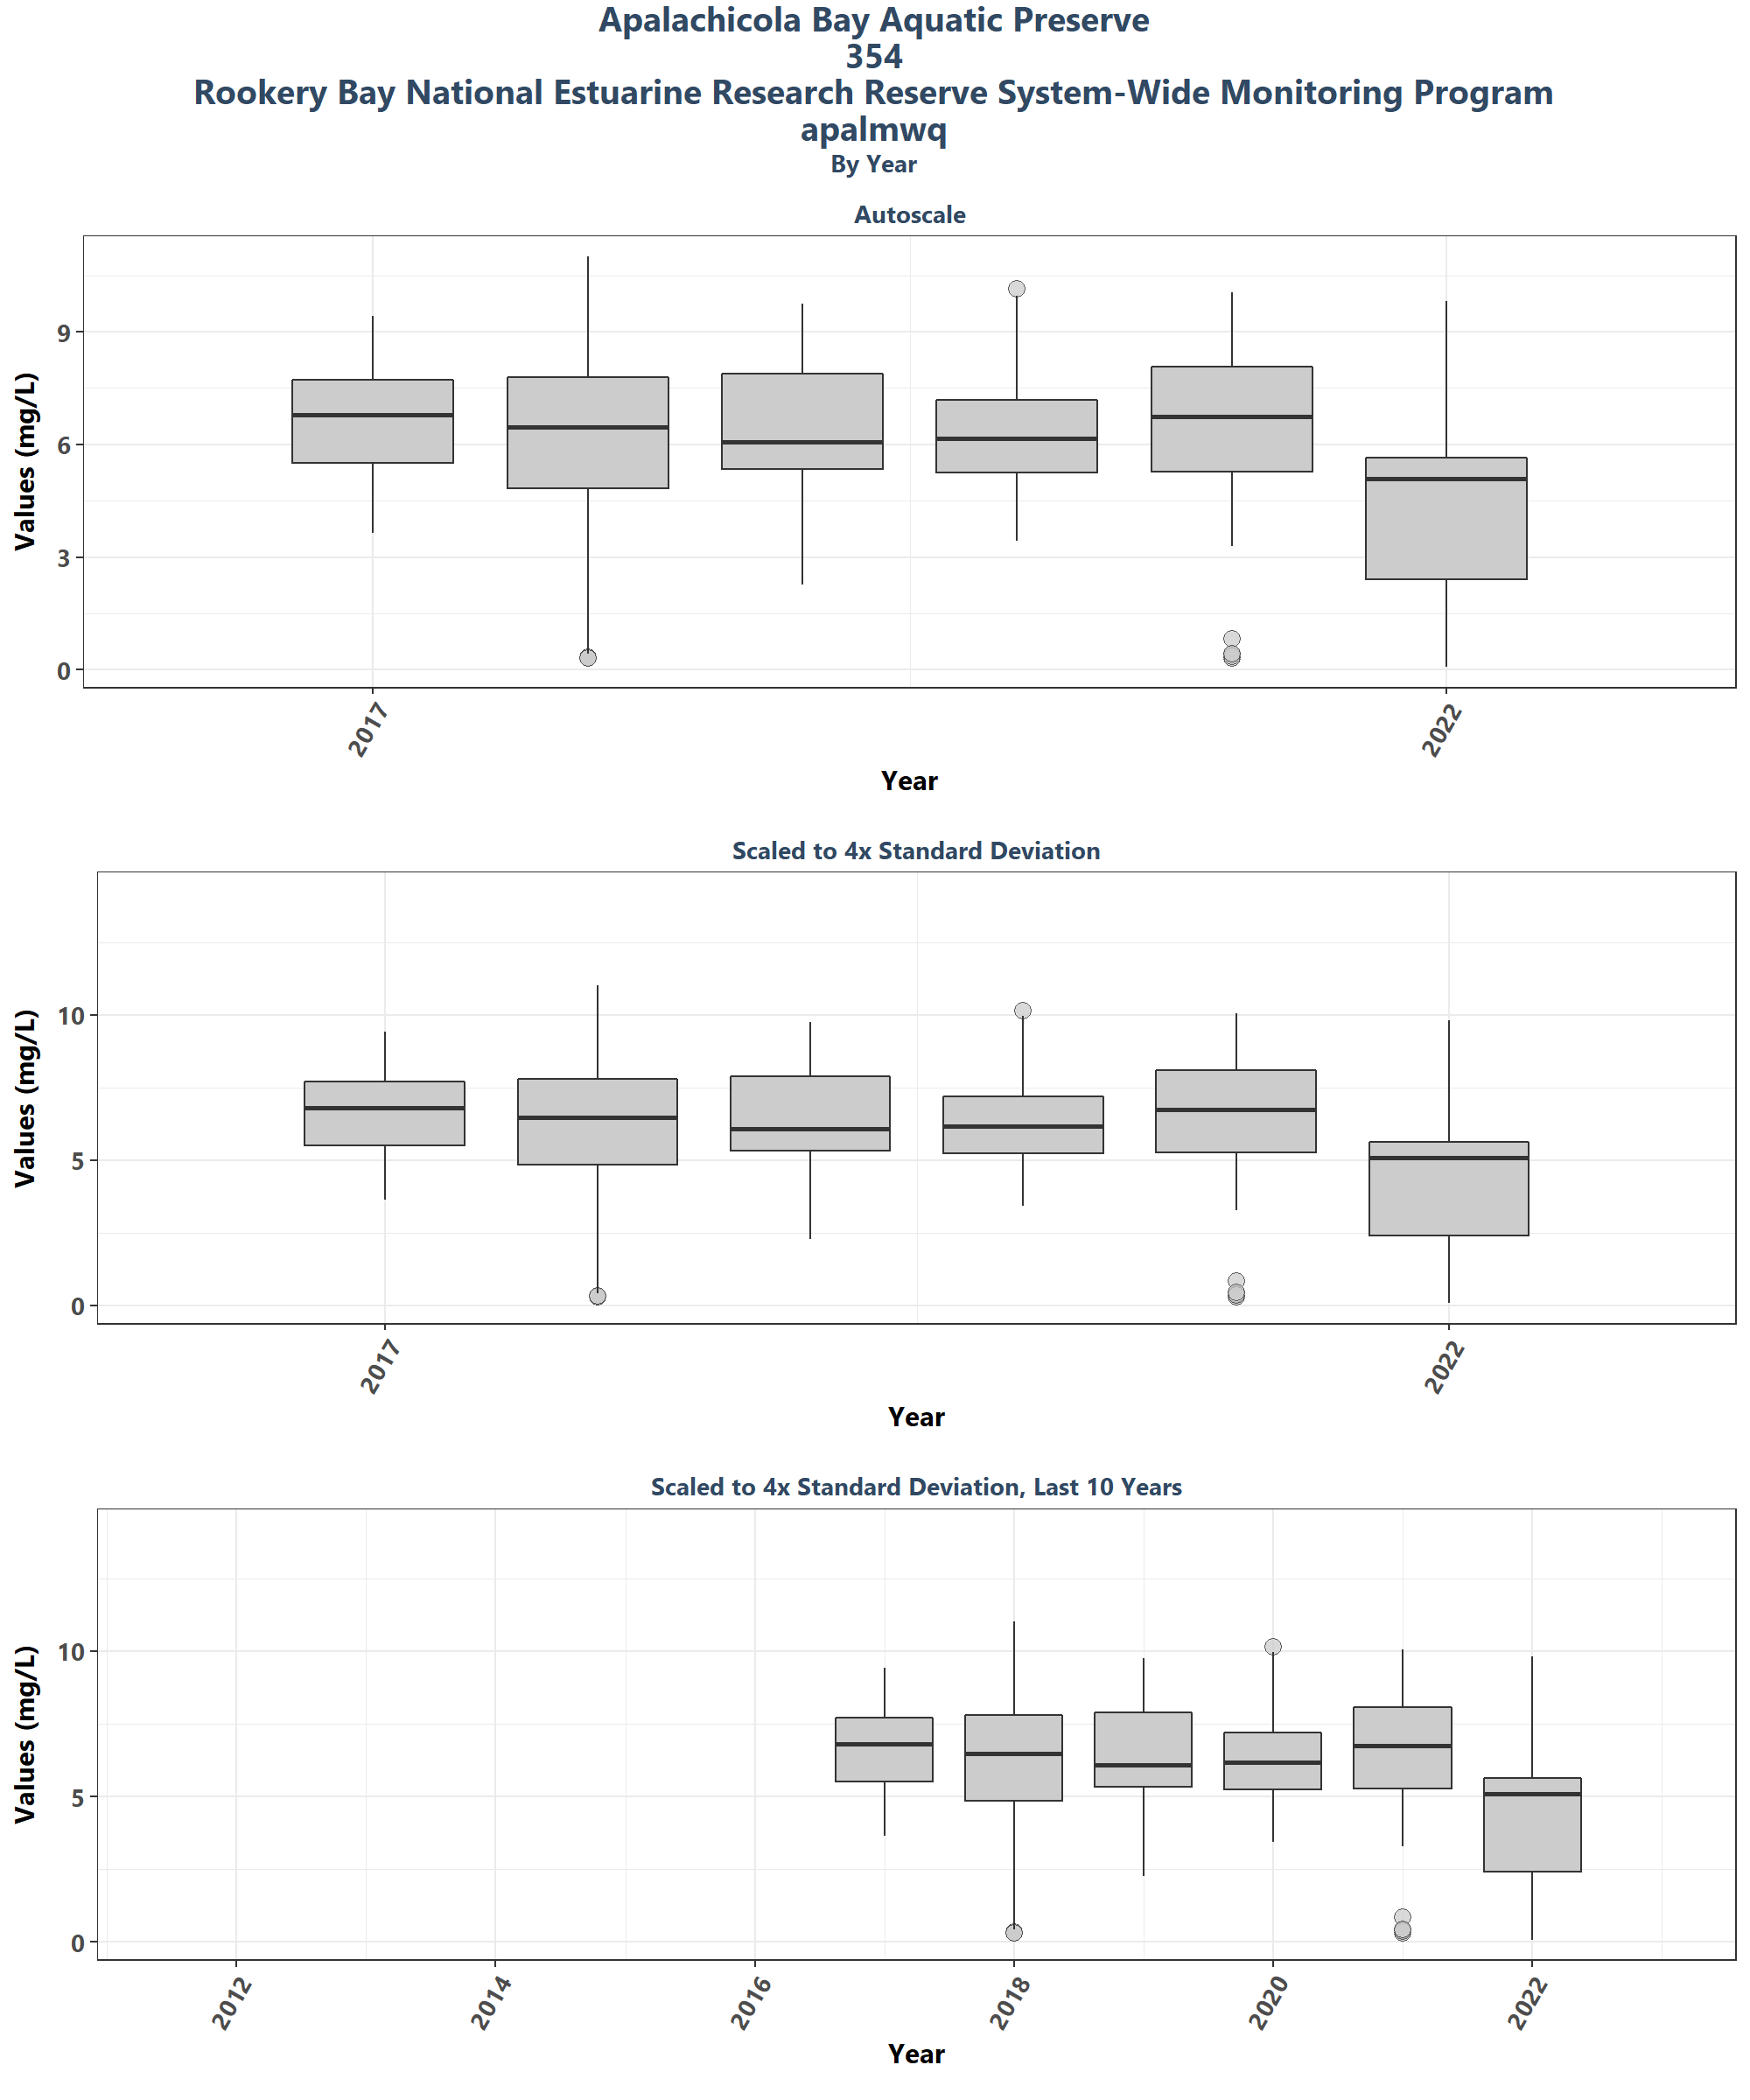 Apalachicola Bay Aquatic Preserve
354
Rookery Bay National Estuarine Research Reserve System-Wide Monitoring Program
apalmwq
By Year
Autoscale
Values (mg/L)
9
6
3
0
2017
2022
Year
Scaled to 4x Standard Deviation
Values (mg/L)
10
5
0
2017
2022
Year
Scaled to 4x Standard Deviation, Last 10 Years
Values (mg/L)
10
5
0
2012
2014
2016
2018
2020
2022
Year